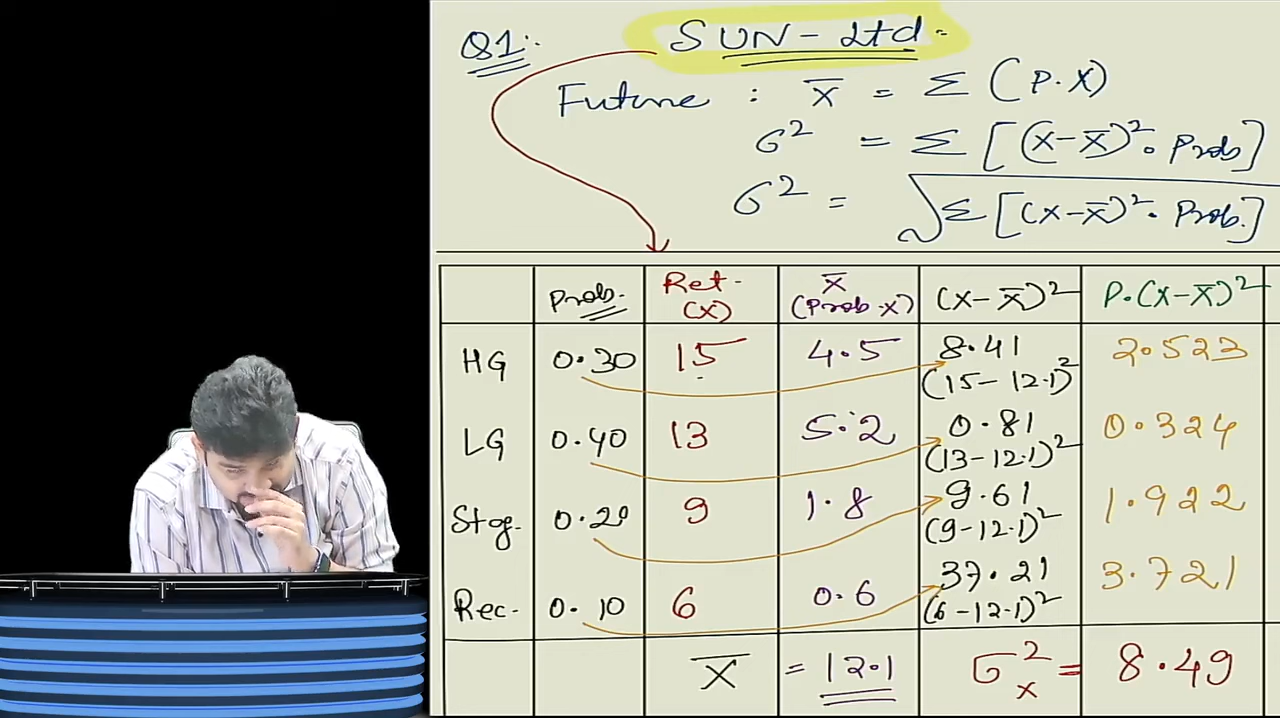 Q1:.
SUN-Ltd.
Future : X̅ = Σ (P.X)
σ² = Σ [(X-X̅)². Prob]
σ² = √Σ [(X-X̅)². Prob.]
Prob. Ret. (X) X̅ (Prob.X) (X-X̅)² P.(X-X̅)²
HG 0.30 15 4.5 8.41 2.523
(15-12.1)²
LG 0.40 13 5.2 0.81 0.324
(13-12.1)²
Stag. 0.20 9 1.8 9.61 1.922
(9-12.1)²
Rec. 0.10 6 0.6 37.21 3.721
(6-12.1)²
X̅ = 12.1 σ²x = 8.49